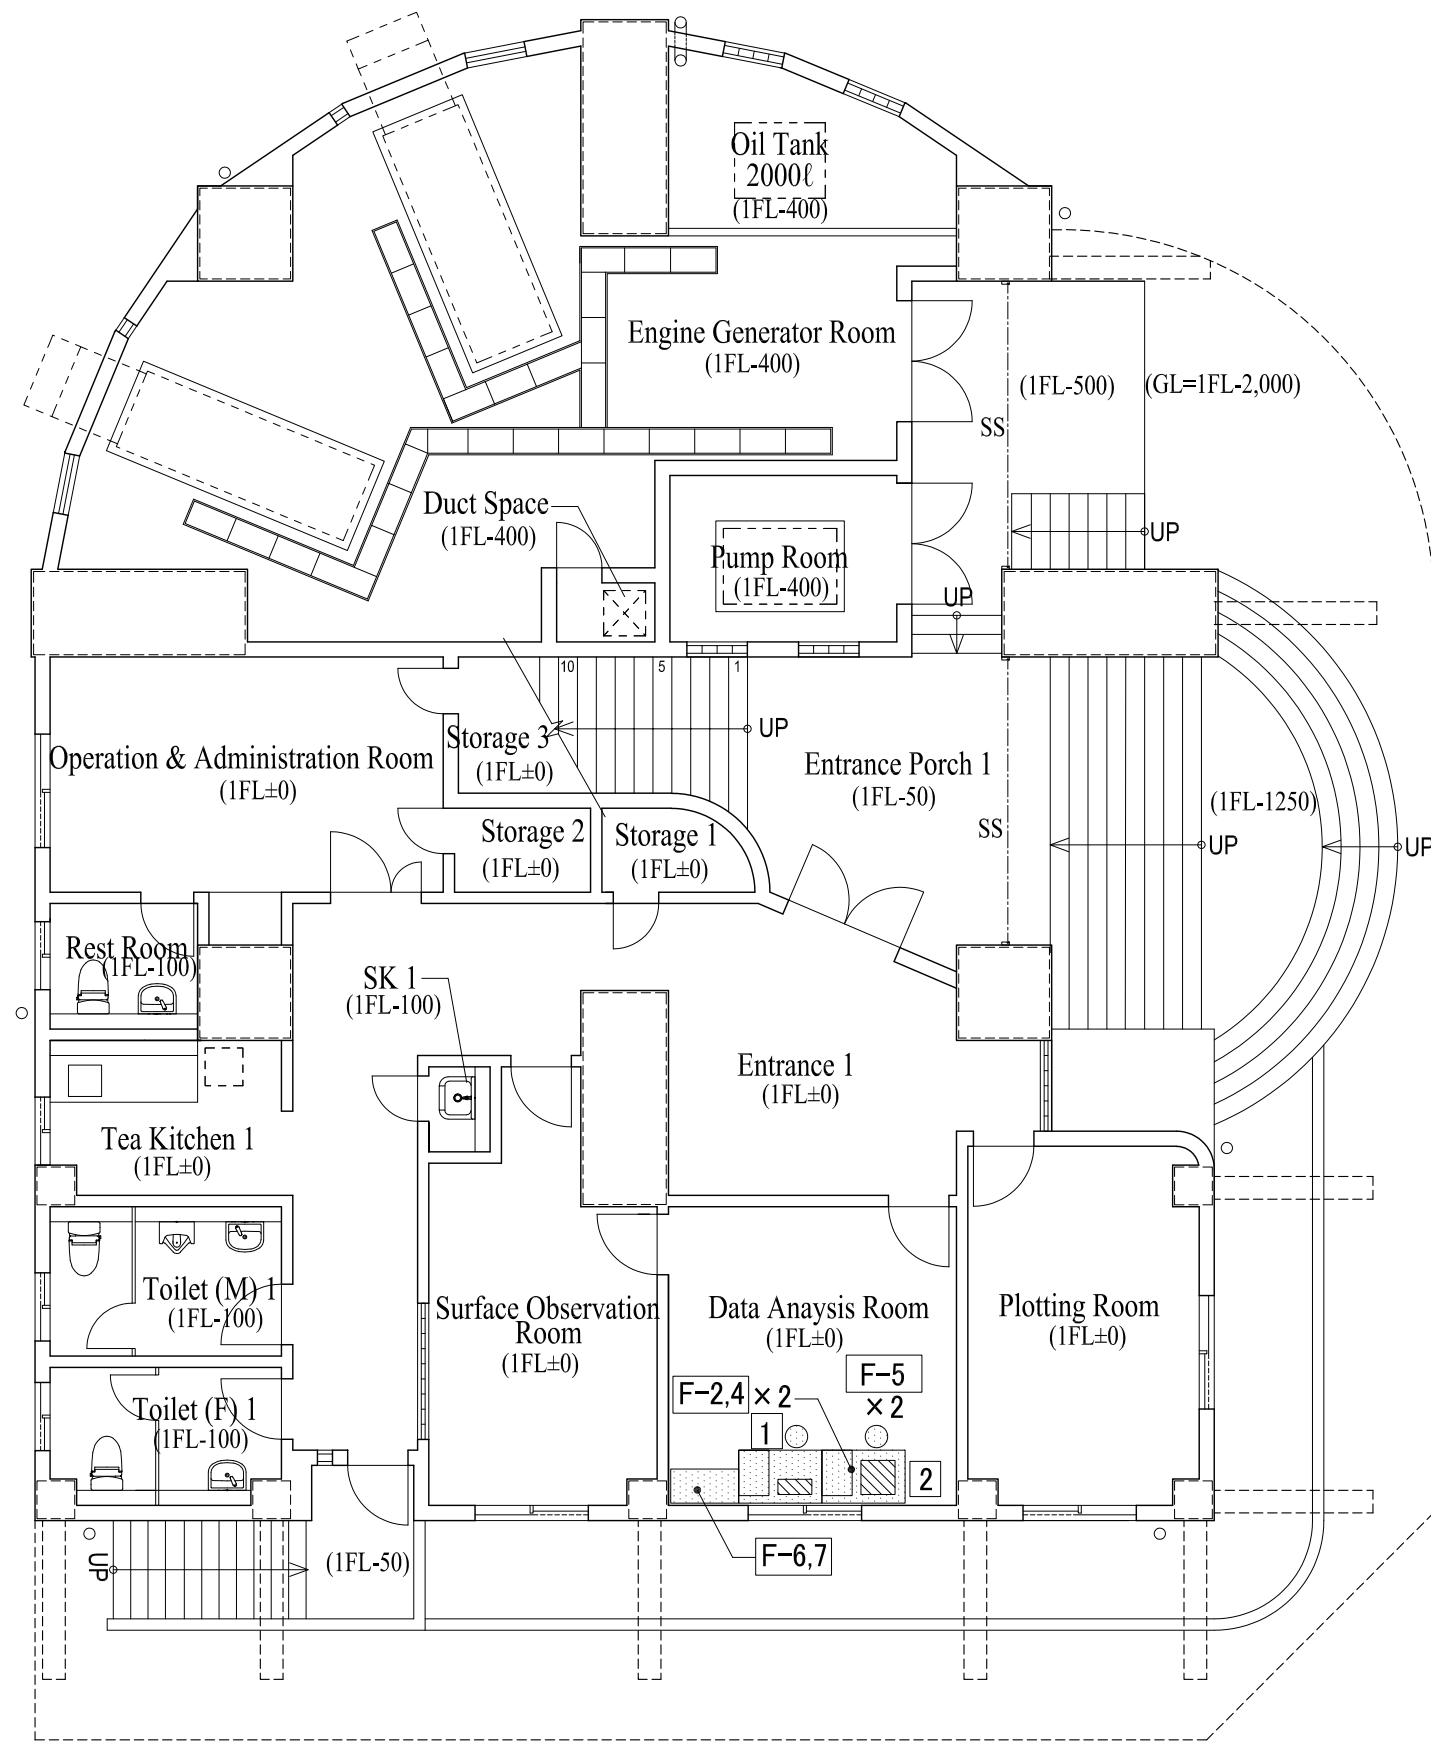 Oil Tank
2000ℓ
(1FL-400)
Engine Generator Room
(1FL-400)
(1FL-500)
(GL=1FL-2,000)
SS
Duct Space
(1FL-400)
UP
Pump Room
(1FL-400)
UP
10
5
1
UP
Storage 3
(1FL±0)
Operation & Administration Room
(1FL±0)
Entrance Porch 1
(1FL-50)
(1FL-1250)
SS
UP
UP
Storage 2
(1FL±0)
Storage 1
(1FL±0)
Rest Room
(1FL-100)
SK 1
(1FL-100)
Entrance 1
(1FL±0)
Tea Kitchen 1
(1FL±0)
Toilet (M) 1
(1FL-100)
Surface Observation
Room
(1FL±0)
Data Anaysis Room
(1FL±0)
Plotting Room
(1FL±0)
F-2,4 ×2
F-5
×2
1
2
Toilet (F) 1
(1FL-100)
F-6,7
UP
(1FL-50)